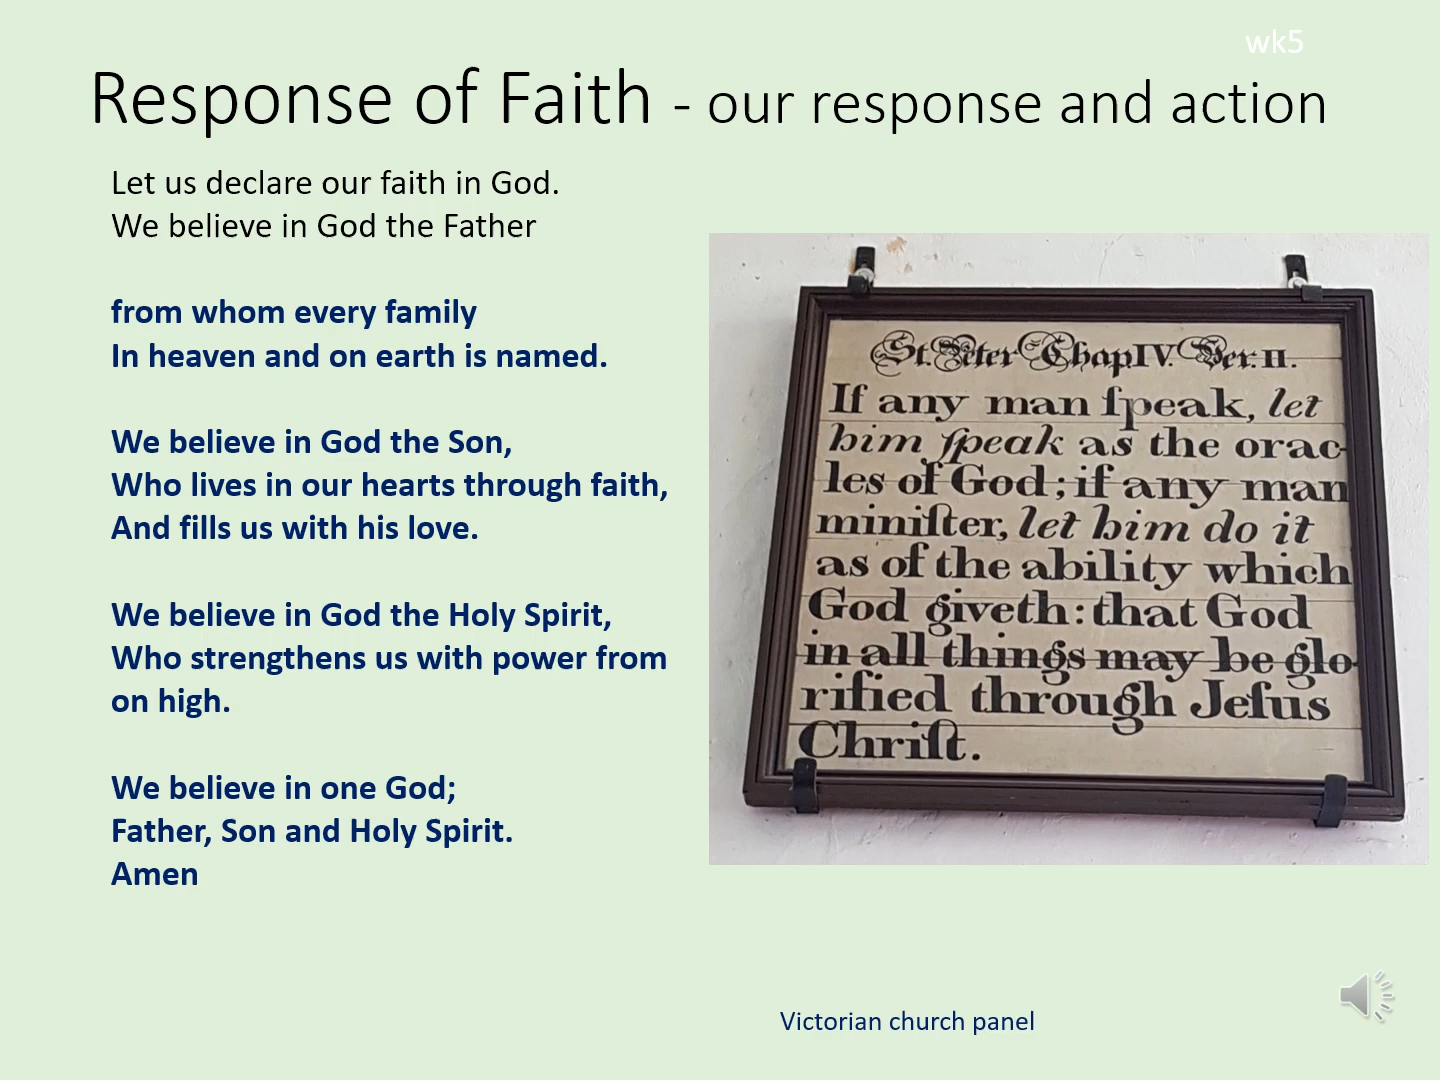 wk5
Response of Faith - our response and action
Let us declare our faith in God.
We believe in God the Father
from whom every family
In heaven and on earth is named.
We believe in God the Son,
Who lives in our hearts through faith,
And fills us with his love.
We believe in God the Holy Spirit,
Who strengthens us with power from
on high.
We believe in one God;
Father, Son and Holy Spirit.
Amen
St. Peter Chap IV. Ver. II.
If any man ſpeak, let
him ſpeak as the orac-
les of God; if any man
miniſter, let him do it
as of the ability which
God giveth: that God
in all things may be glo-
rified through Jeſus
Chriſt.
Victorian church panel